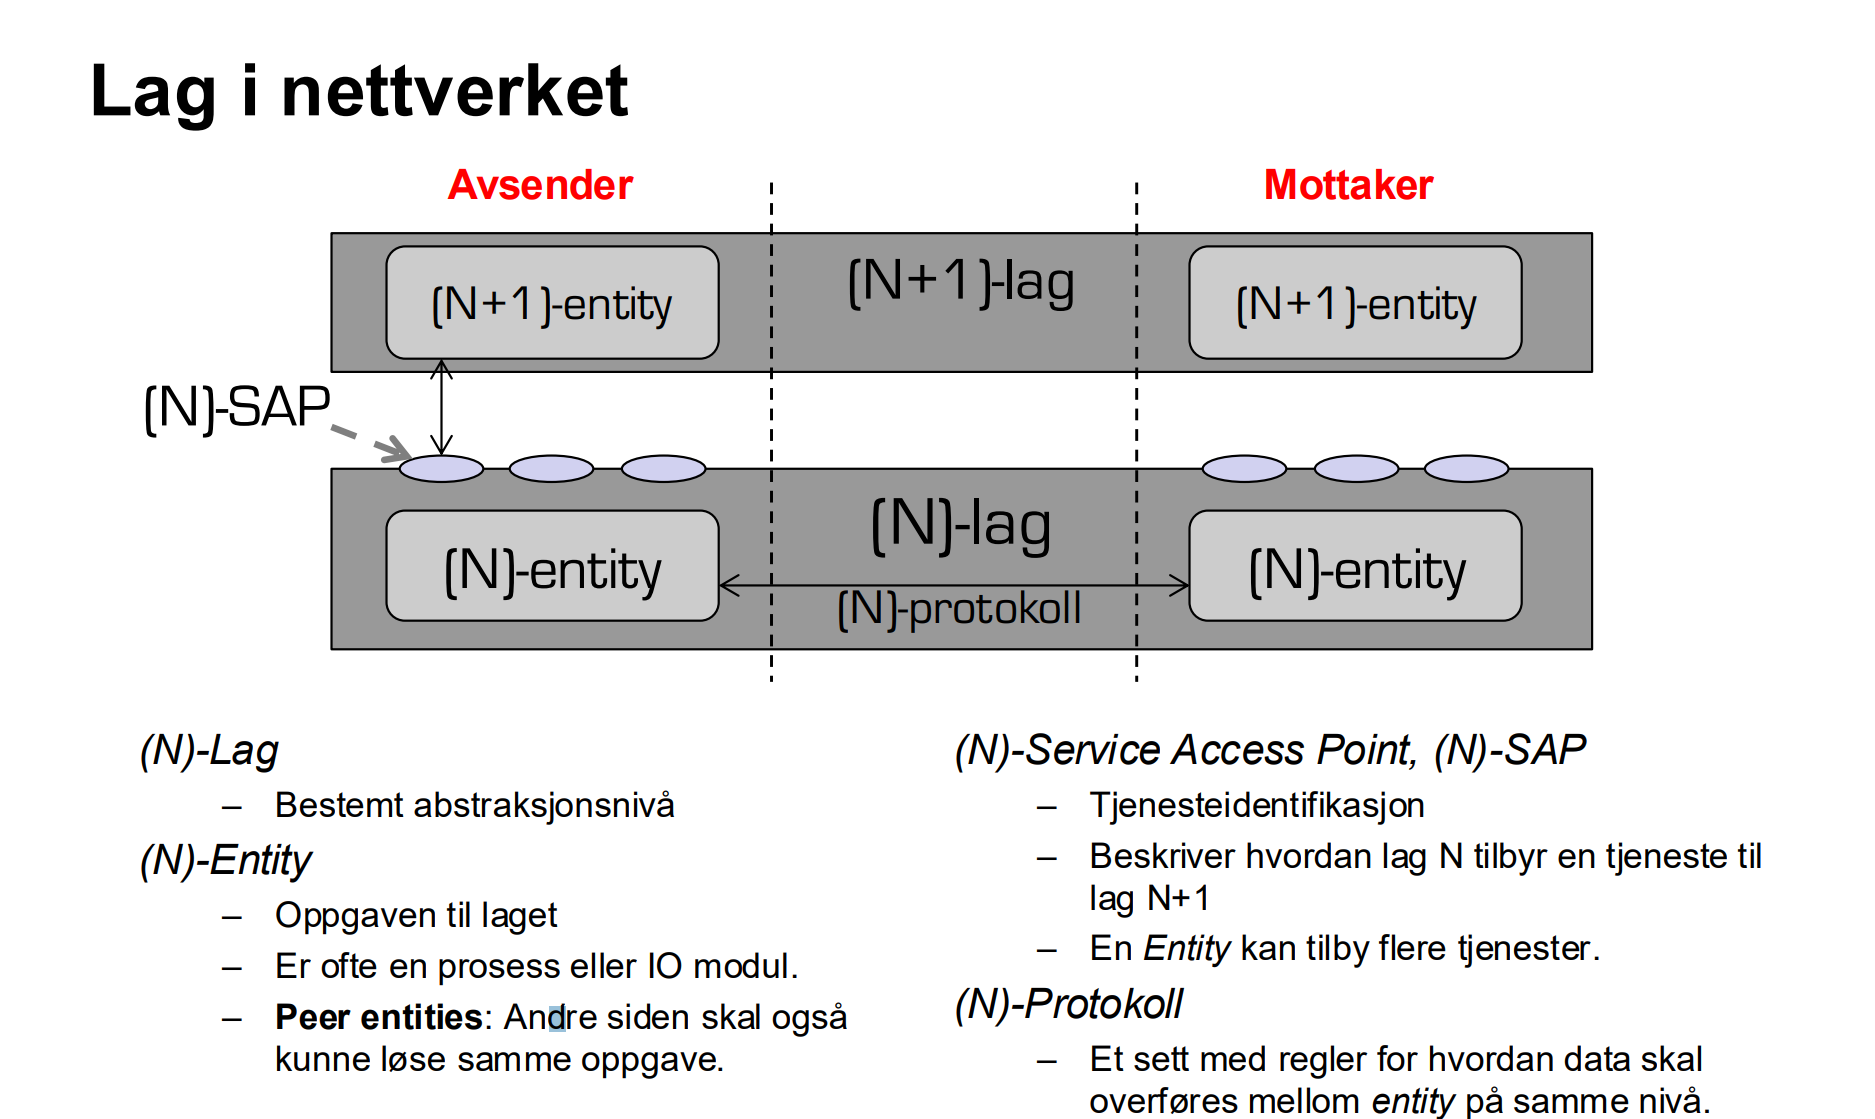 Lag i nettverket
Avsender
Mottaker
(N+1)-entity
(N+1)-lag
(N+1)-entity
(N)-SAP
(N)-lag
(N)-entity
(N)-entity
(N)-protokoll
(N)-Lag
– Bestemt abstraksjonsnivå
(N)-Entity
– Oppgaven til laget
– Er ofte en prosess eller IO modul.
– Peer entities: Andre siden skal også
kunne løse samme oppgave.
(N)-Service Access Point, (N)-SAP
– Tjenesteidentifikasjon
– Beskriver hvordan lag N tilbyr en tjeneste til
lag N+1
– En Entity kan tilby flere tjenester.
(N)-Protokoll
– Et sett med regler for hvordan data skal
overføres mellom entity på samme nivå.